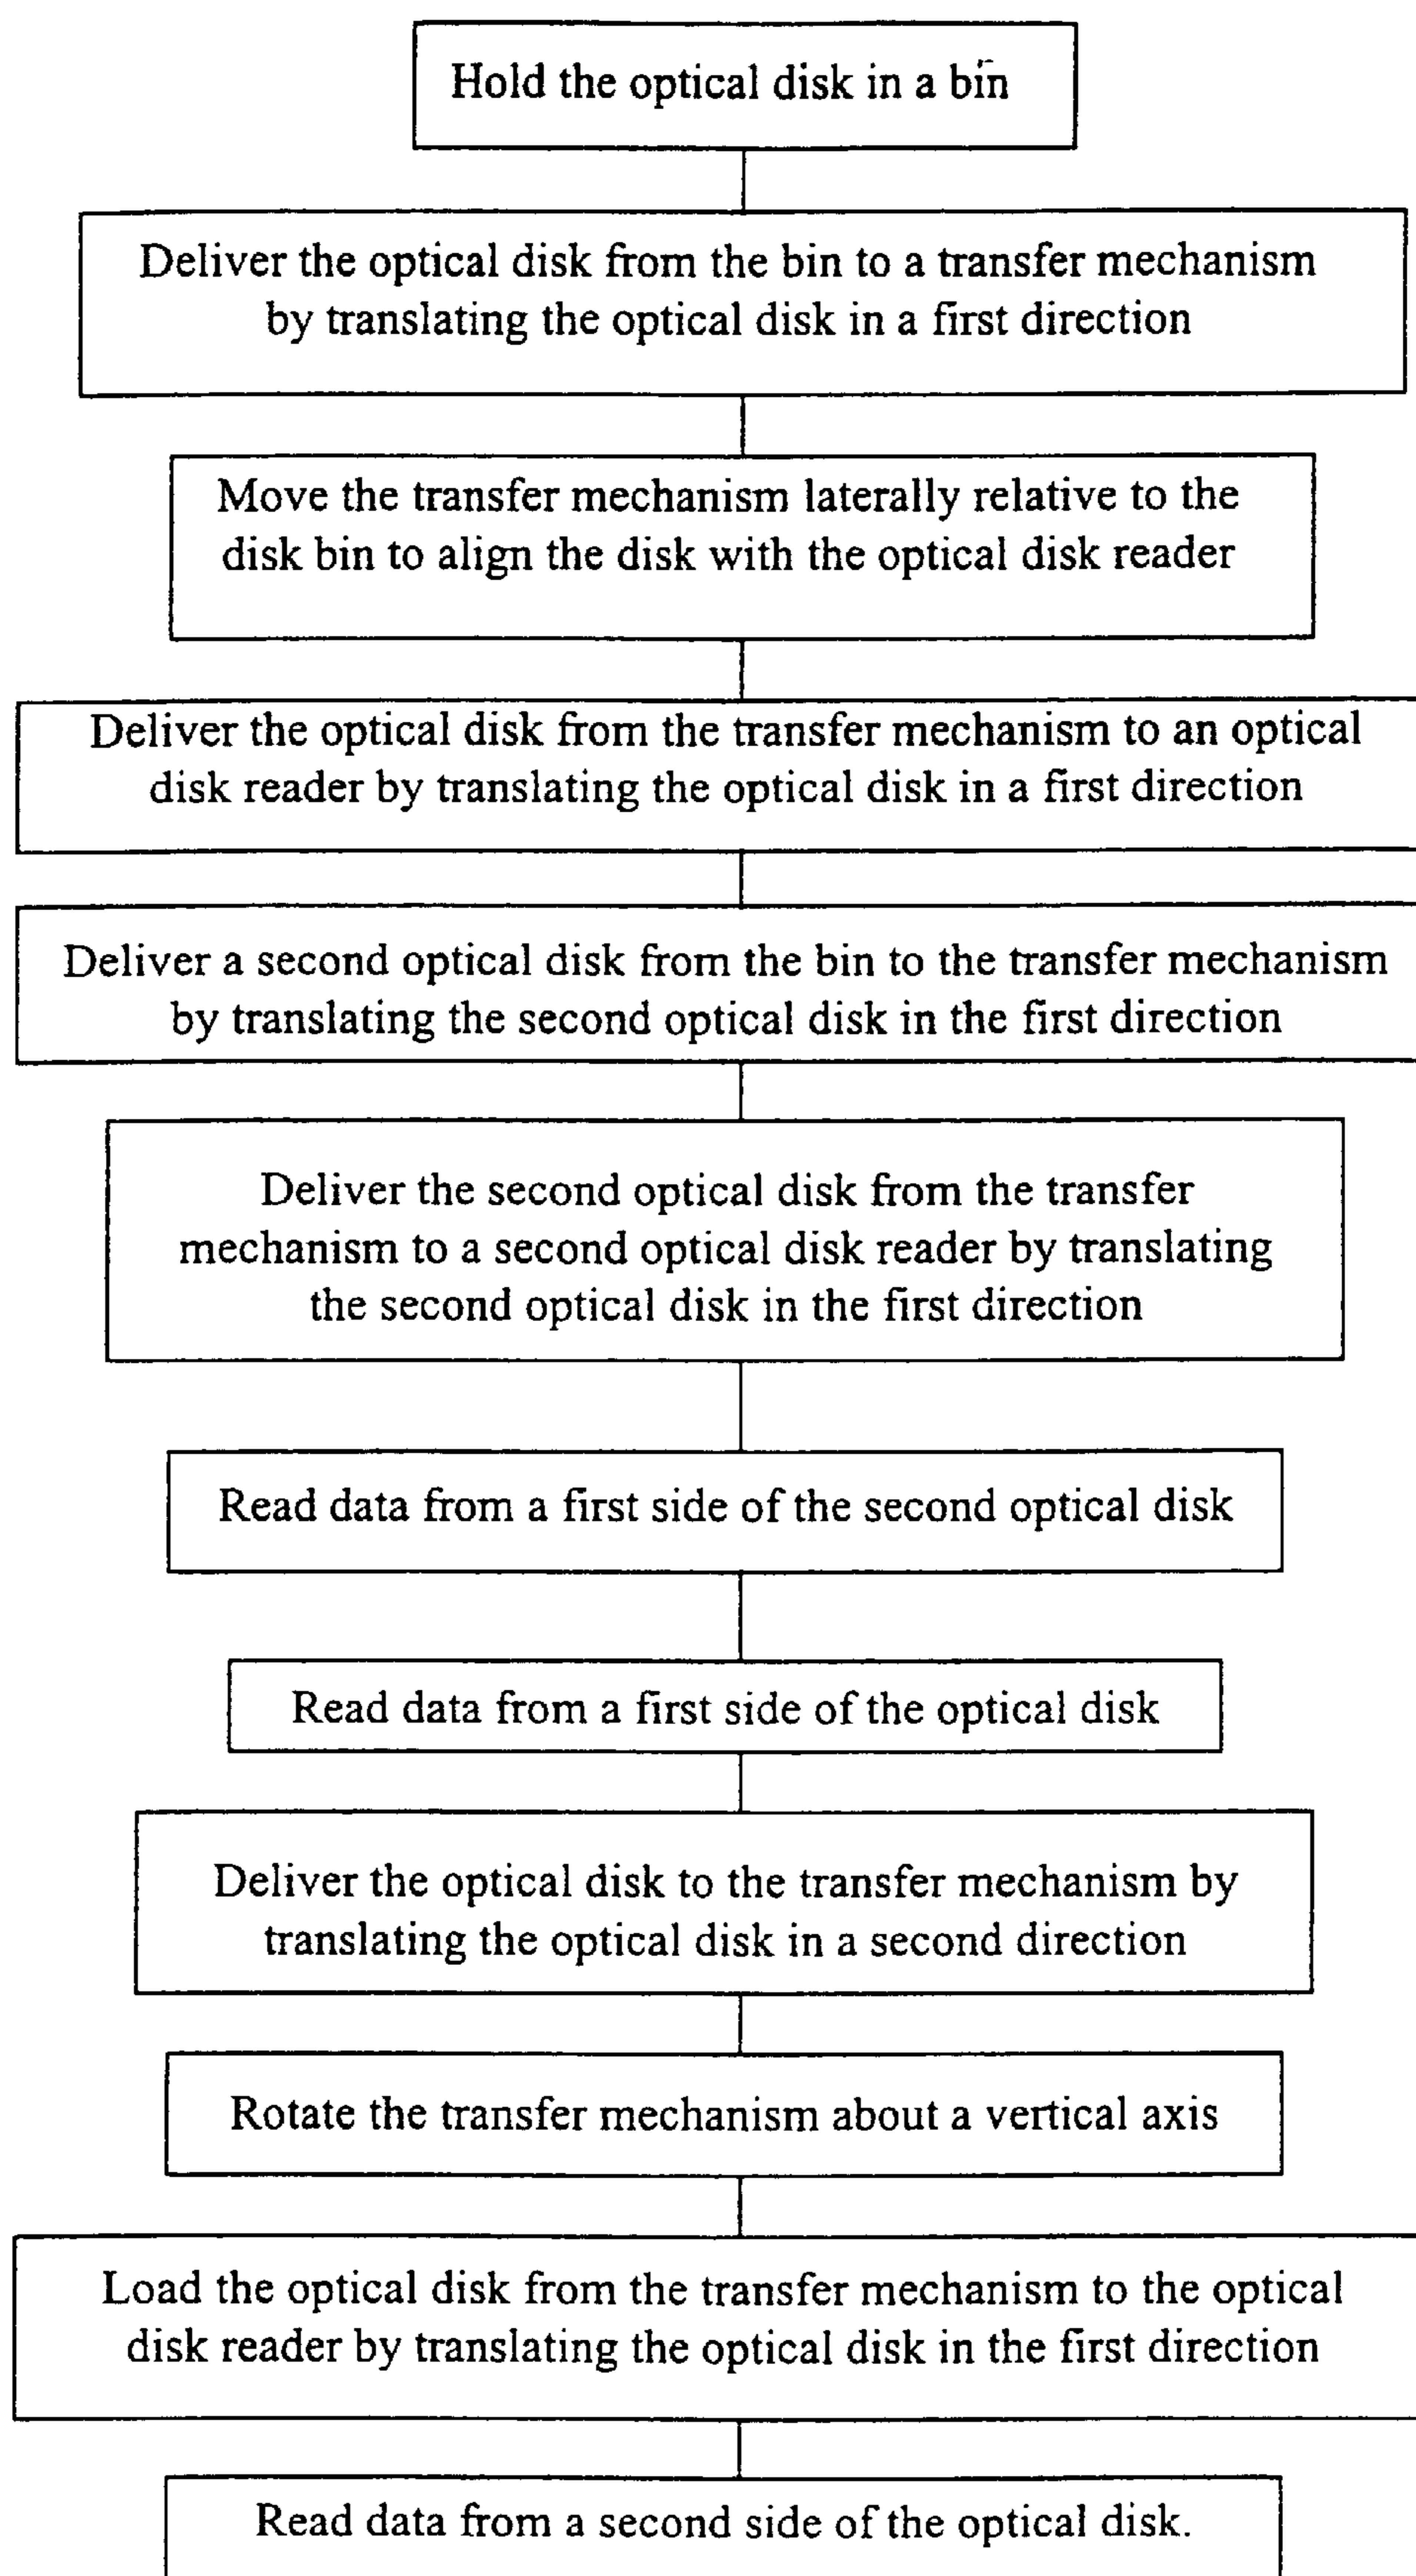 Hold the optical disk in a bin
Deliver the optical disk from the bin to a transfer mechanism
by translating the optical disk in a first direction
Move the transfer mechanism laterally relative to the
disk bin to align the disk with the optical disk reader
Deliver the optical disk from the transfer mechanism to an optical
disk reader by translating the optical disk in a first direction
Deliver a second optical disk from the bin to the transfer mechanism
by translating the second optical disk in the first direction
Deliver the second optical disk from the transfer
mechanism to a second optical disk reader by translating
the second optical disk in the first direction
Read data from a first side of the second optical disk
Read data from a first side of the optical disk
Deliver the optical disk to the transfer mechanism by
translating the optical disk in a second direction
Rotate the transfer mechanism about a vertical axis
Load the optical disk from the transfer mechanism to the optical
disk reader by translating the optical disk in the first direction
Read data from a second side of the optical disk.